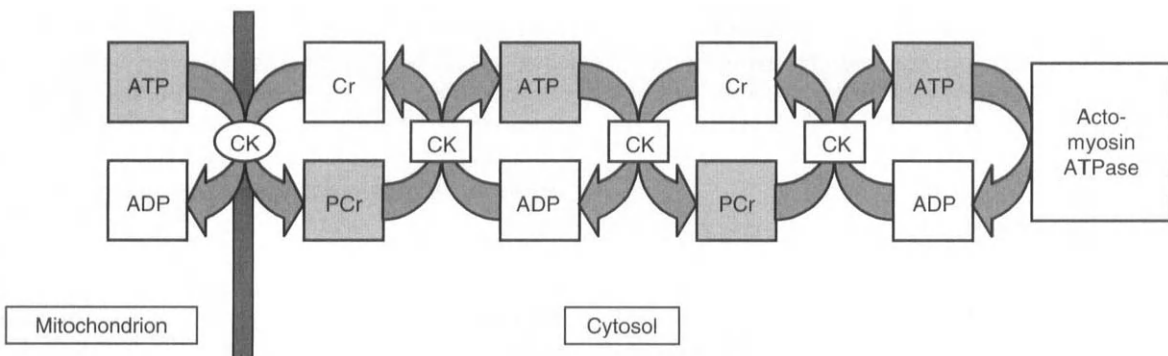 ATP
Cr
ATP
Cr
ATP
Acto-
myosin
ATPase
CK
CK
CK
CK
ADP
PCr
ADP
PCr
ADP
Mitochondrion
Cytosol